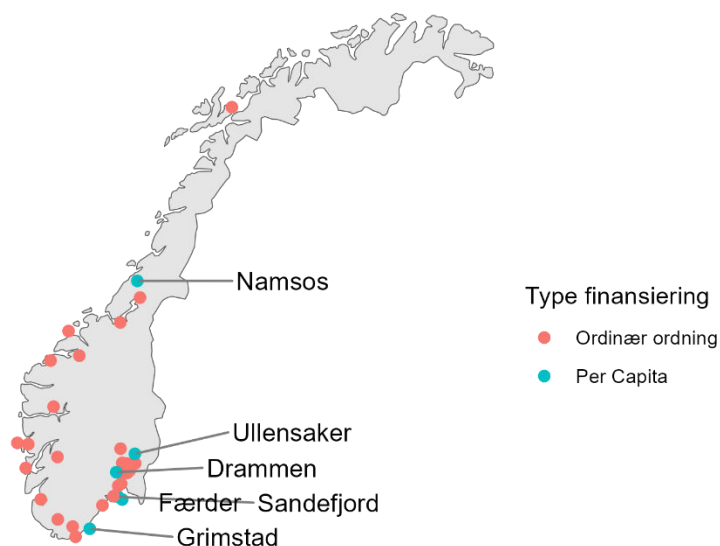 Namsos
Type finansiering
Ordinær ordning
Per Capita
Ullensaker
Drammen
Færder Sandefjord
Grimstad